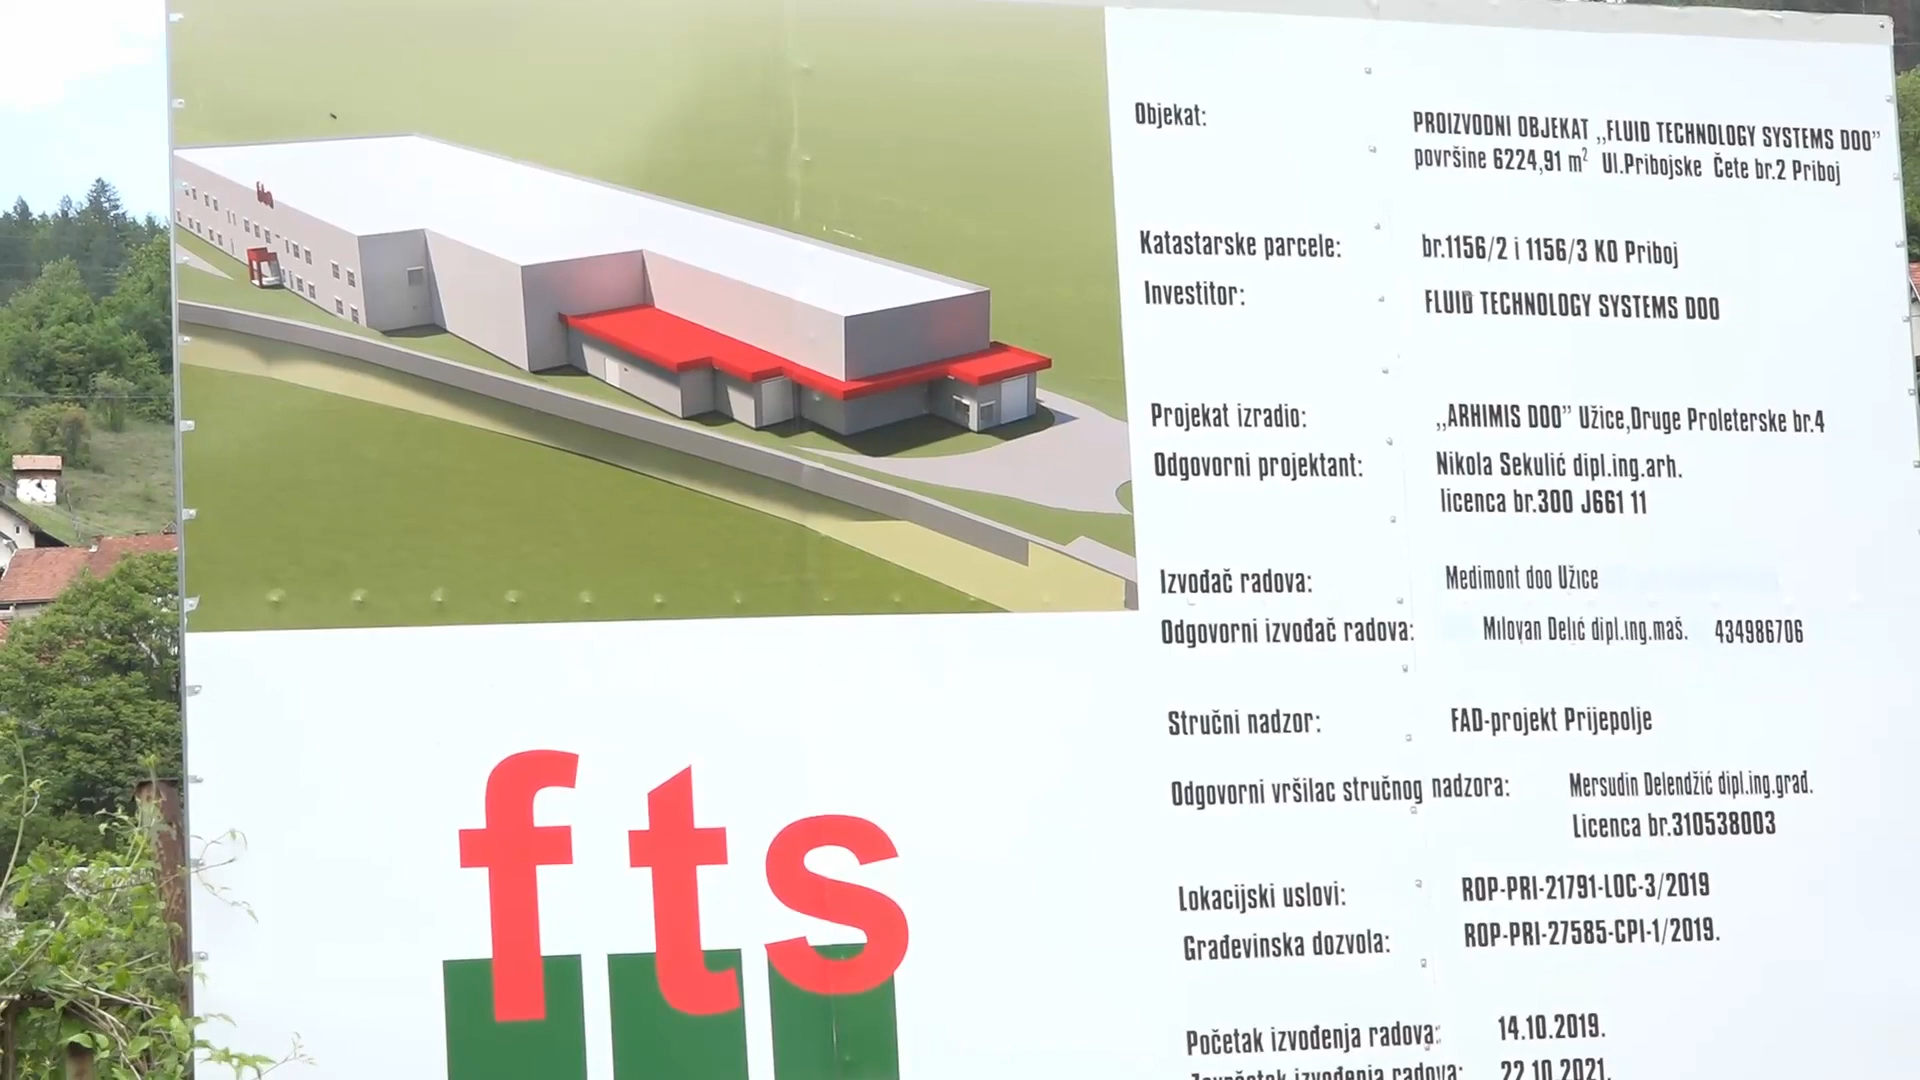 Objekat: PROIZVODNI OBJEKAT „FLUID TECHNOLOGY SYSTEMS DOO”
površine 6224,91 m² Ul.Pribojske Čete br.2 Priboj
Katastarske parcele: br.1156/2 i 1156/3 KO Priboj
Investitor: FLUID TECHNOLOGY SYSTEMS DOO
Projekat izradio: „ARHIMIS DOO” Užice,Druge Proleterske br.4
Odgovorni projektant: Nikola Sekulić dipl.ing.arh.
licenca br.300 J661 11
Izvođač radova: Medimont doo Užice
Odgovorni izvođač radova: Milovan Delić dipl.ing.maš. 434986706
Stručni nadzor: FAD-projekt Prijepolje
Odgovorni vršilac stručnog nadzora: Mersudin Delendžić dipl.ing.građ.
Licenca br.310538003
Lokacijski uslovi: ROP-PRI-21791-LOC-3/2019
Građevinska dozvola: ROP-PRI-27585-CPI-1/2019.
Početak izvođenja radova: 14.10.2019.
Završetak izvođenja radova: 22.10.2021.
fts
fts